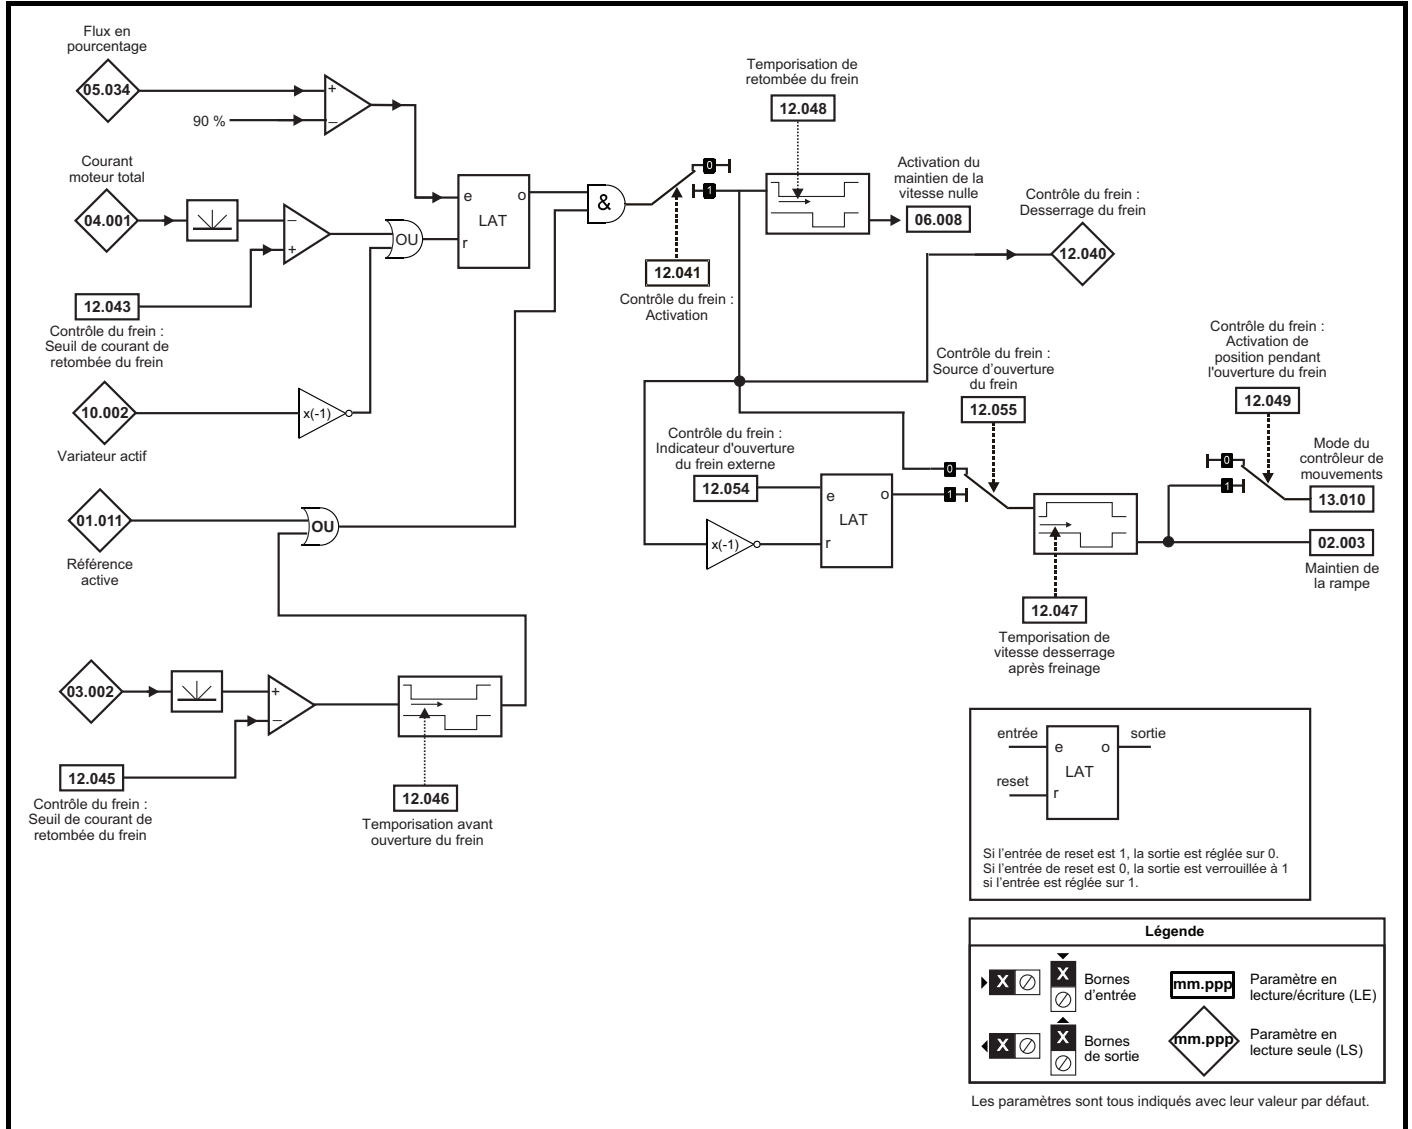 Flux en
pourcentage
05.034
90 %
+
–
Courant
moteur total
04.001
–
+
OU
12.043
Contrôle du frein :
Seuil de courant de
retombée du frein
10.002
x(-1)
Variateur actif
e
o
LAT
r
&
0
1
12.041
Contrôle du frein :
Activation
Temporisation de
retombée du frein
12.048
Activation du
maintien de la
vitesse nulle
06.008
Contrôle du frein :
Desserrage du frein
12.040
01.011
Référence
active
OU
03.002
+
–
12.045
Contrôle du frein :
Seuil de courant de
retombée du frein
12.046
Temporisation avant
ouverture du frein
Contrôle du frein :
Indicateur d'ouverture
du frein externe
12.054
x(-1)
e
o
LAT
r
Contrôle du frein :
Source d'ouverture
du frein
12.055
0
1
12.047
Temporisation de
vitesse desserrage
après freinage
Contrôle du frein :
Activation de
position pendant
l'ouverture du frein
12.049
0
1
Mode du
contrôleur de
mouvements
13.010
02.003
Maintien de
la rampe
entrée
e
o
sortie
LAT
reset
r
Si l'entrée de reset est 1, la sortie est réglée sur 0.
Si l'entrée de reset est 0, la sortie est verrouillée à 1
si l'entrée est réglée sur 1.
Légende
X
X
Bornes
d'entrée
mm.ppp
Paramètre en
lecture/écriture (LE)
X
X
Bornes
de sortie
mm.ppp
Paramètre en
lecture seule (LS)
Les paramètres sont tous indiqués avec leur valeur par défaut.